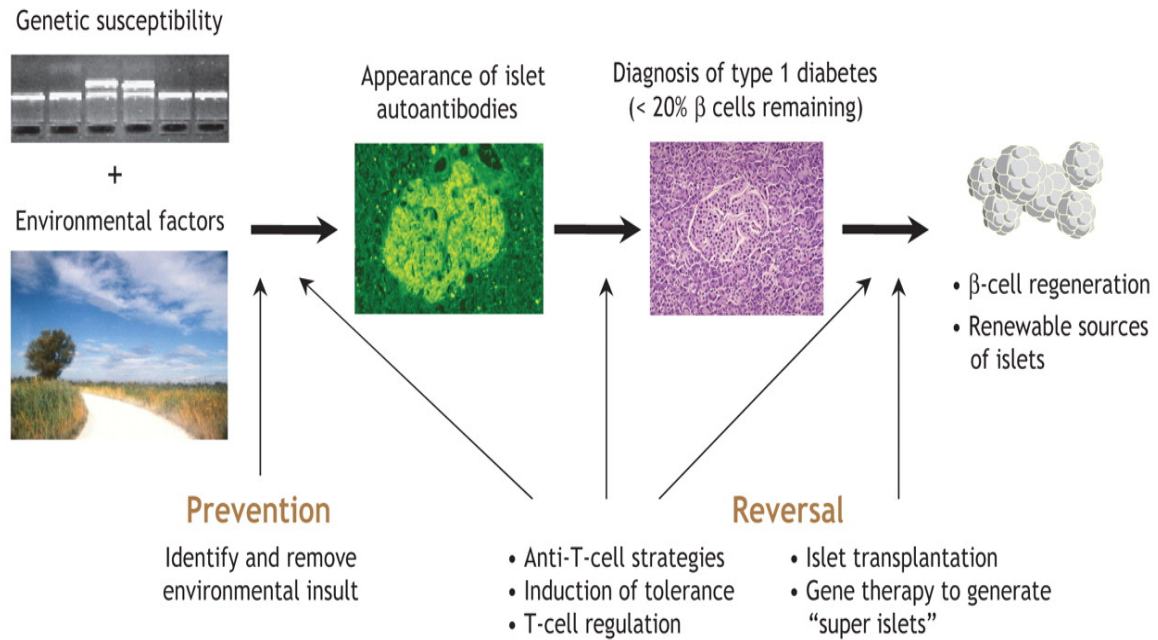 Genetic susceptibility
+
Environmental factors
Appearance of islet
autoantibodies
Diagnosis of type 1 diabetes
(< 20% β cells remaining)
• β-cell regeneration
• Renewable sources
of islets
Prevention
Identify and remove
environmental insult
Reversal
• Anti-T-cell strategies
• Induction of tolerance
• T-cell regulation
• Islet transplantation
• Gene therapy to generate
“super islets”